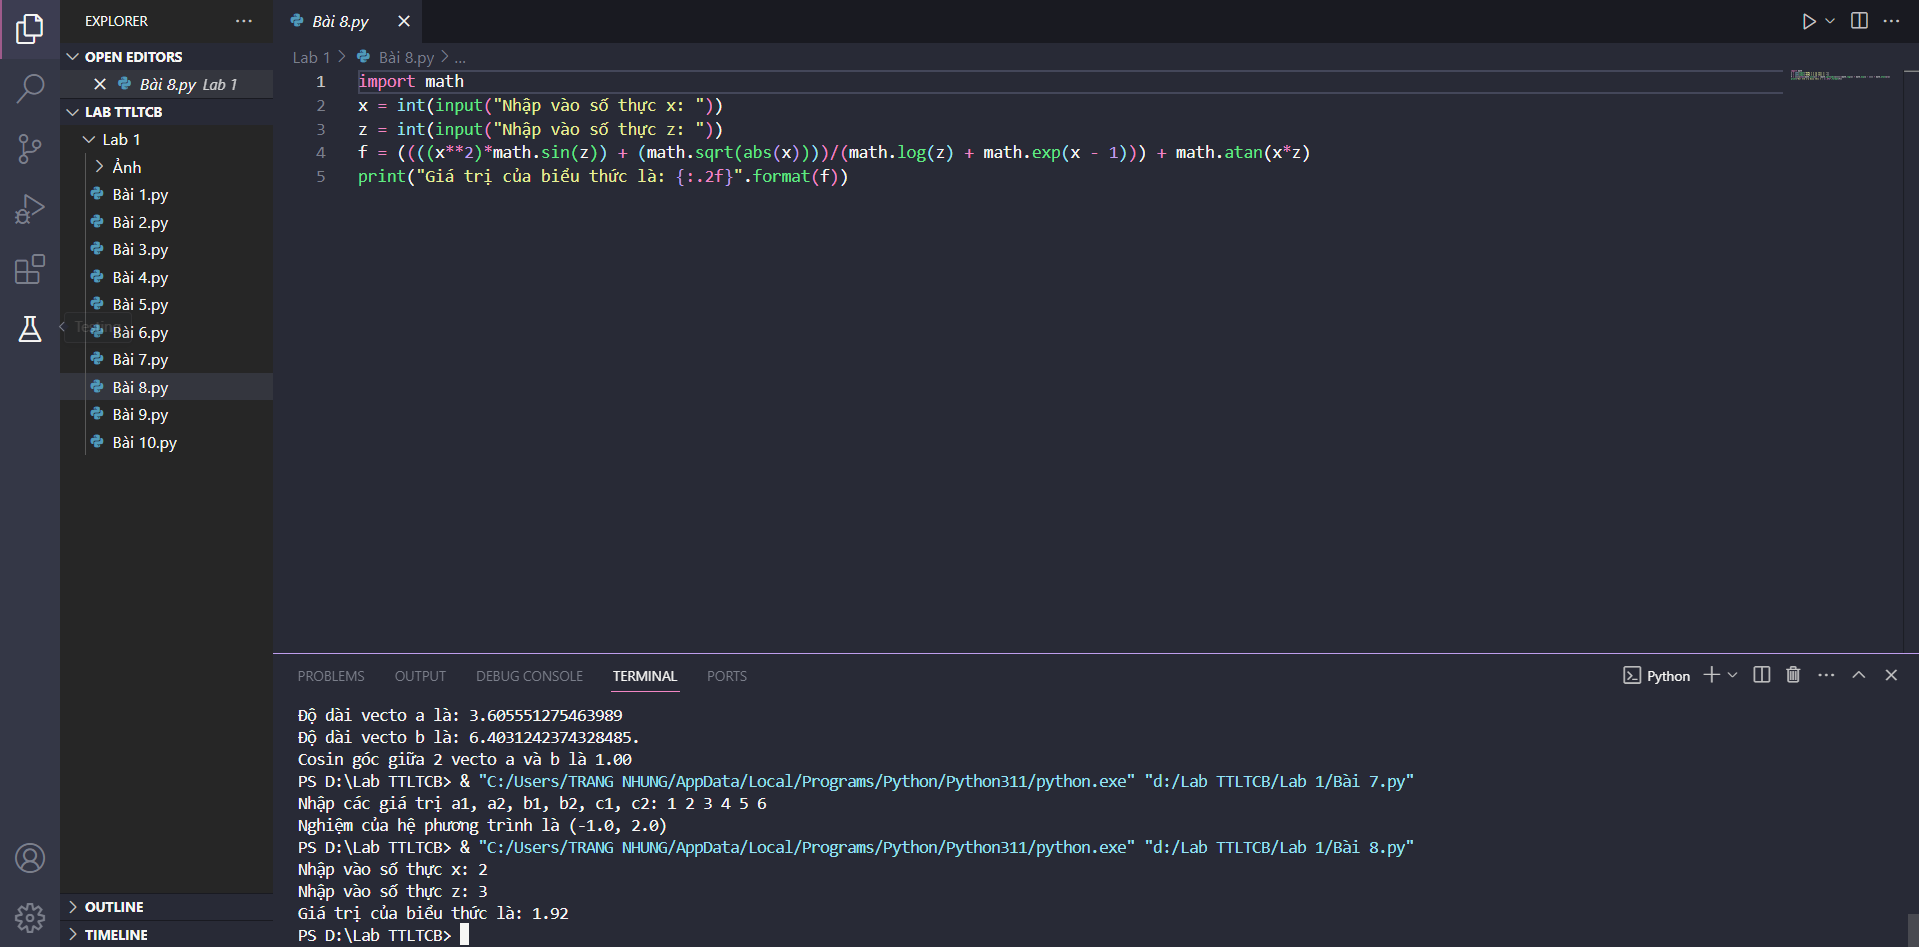 EXPLORER
OPEN EDITORS
Bài 8.py Lab 1
LAB TTLTCB
Lab 1
Ảnh
Bài 1.py
Bài 2.py
Bài 3.py
Bài 4.py
Bài 5.py
Bài 6.py
Bài 7.py
Bài 8.py
Bài 9.py
Bài 10.py
OUTLINE
TIMELINE
Bài 8.py
Lab 1 > Bài 8.py > ...
1 import math
2 x = int(input("Nhập vào số thực x: "))
3 z = int(input("Nhập vào số thực z: "))
4 f = ((((x**2)*math.sin(z)) + (math.sqrt(abs(x))))/(math.log(z) + math.exp(x - 1))) + math.atan(x*z)
5 print("Giá trị của biểu thức là: {:.2f}".format(f))
PROBLEMS OUTPUT DEBUG CONSOLE TERMINAL PORTS
Python
Độ dài vecto a là: 3.605551275463989
Độ dài vecto b là: 6.4031242374328485.
Cosin góc giữa 2 vecto a và b là 1.00
PS D:\Lab TTLTCB> & "C:/Users/TRANG NHUNG/AppData/Local/Programs/Python/Python311/python.exe" "d:/Lab TTLTCB/Lab 1/Bài 7.py"
Nhập các giá trị a1, a2, b1, b2, c1, c2: 1 2 3 4 5 6
Nghiệm của hệ phương trình là (-1.0, 2.0)
PS D:\Lab TTLTCB> & "C:/Users/TRANG NHUNG/AppData/Local/Programs/Python/Python311/python.exe" "d:/Lab TTLTCB/Lab 1/Bài 8.py"
Nhập vào số thực x: 2
Nhập vào số thực z: 3
Giá trị của biểu thức là: 1.92
PS D:\Lab TTLTCB>